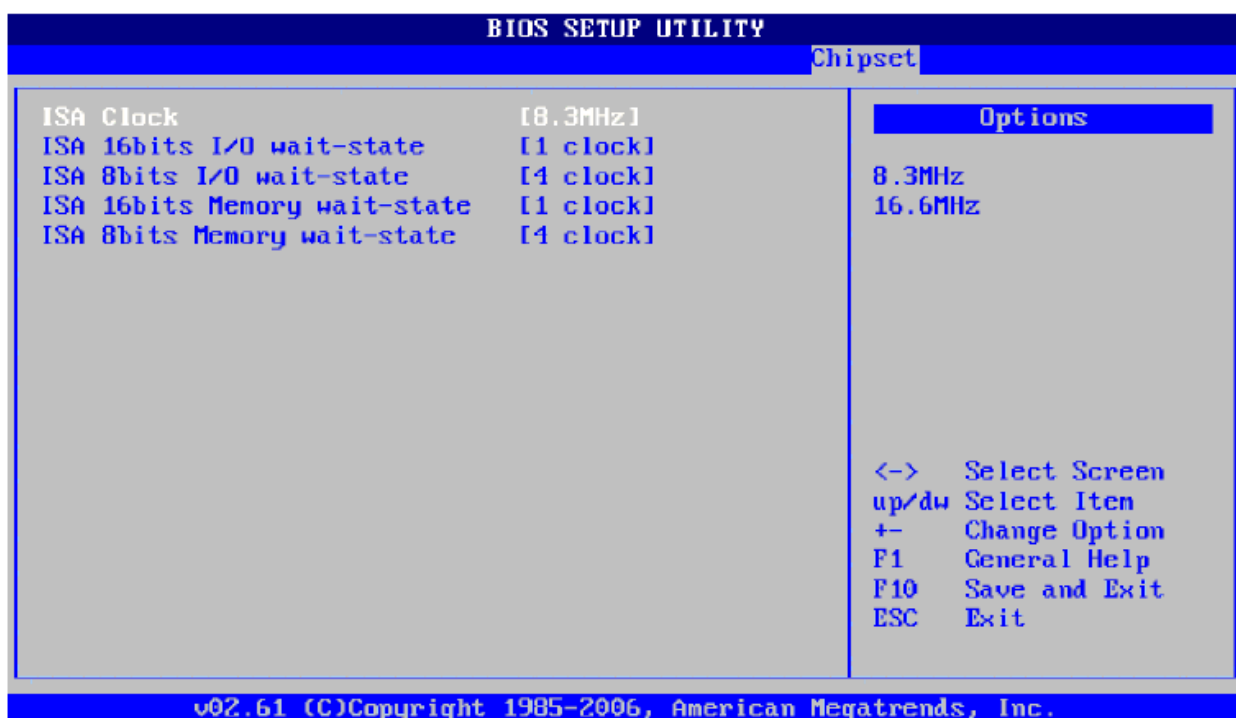 BIOS SETUP UTILITY
Chipset
ISA Clock [8.3MHz]
ISA 16bits I/O wait-state [1 clock]
ISA 8bits I/O wait-state [4 clock]
ISA 16bits Memory wait-state [1 clock]
ISA 8bits Memory wait-state [4 clock]
Options
8.3MHz
16.6MHz
<-> Select Screen
up/dw Select Item
+- Change Option
F1 General Help
F10 Save and Exit
ESC Exit
v02.61 (C)Copyright 1985-2006, American Megatrends, Inc.